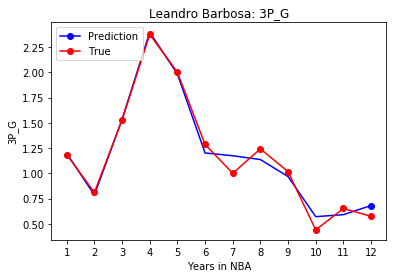 Leandro Barbosa: 3P_G
Prediction
True
3P_G
2.25
2.00
1.75
1.50
1.25
1.00
0.75
0.50
1 2 3 4 5 6 7 8 9 10 11 12
Years in NBA